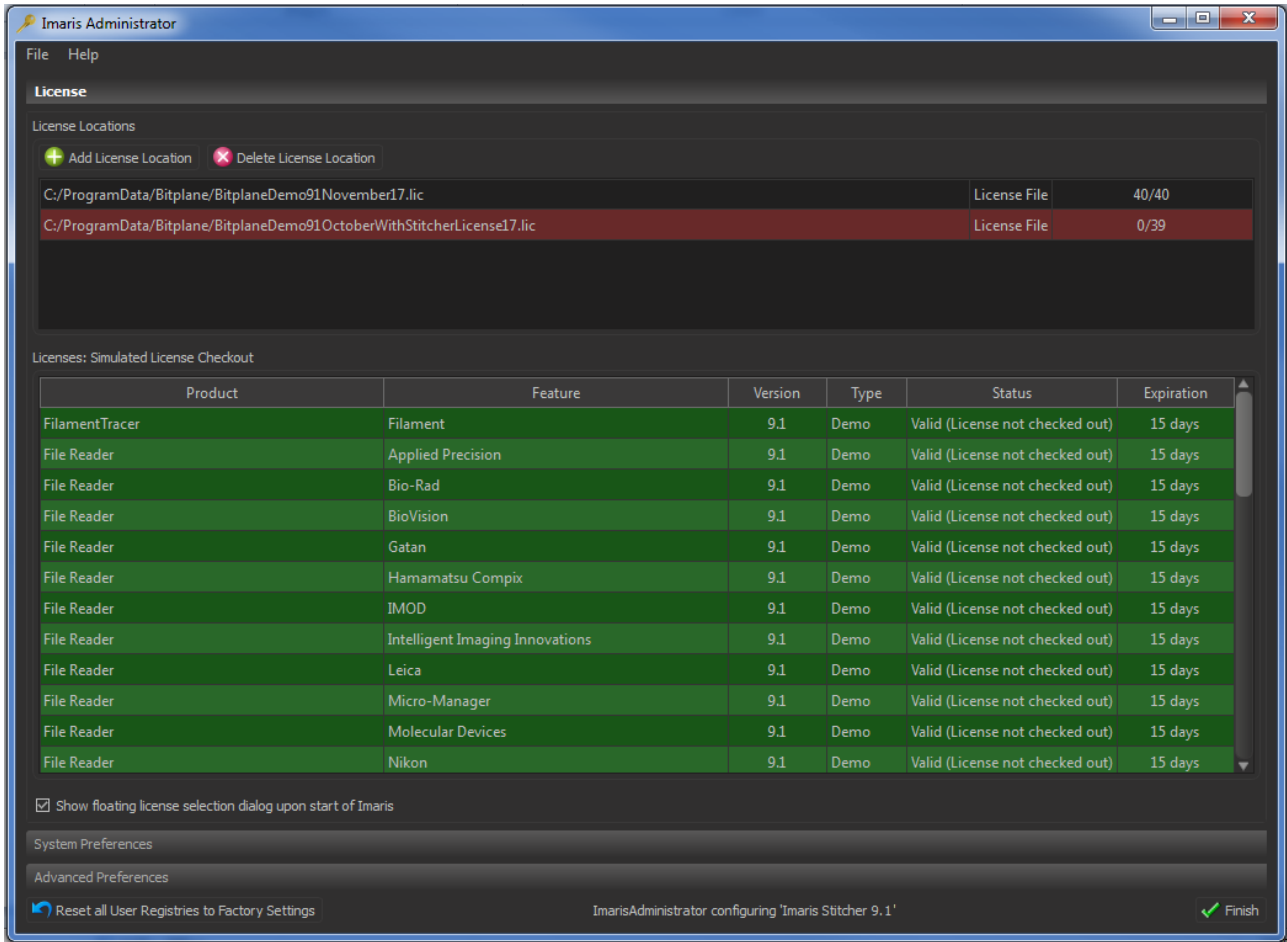 Imaris Administrator
File Help
License
License Locations
Add License Location Delete License Location
C:/ProgramData/Bitplane/BitplaneDemo91November17.lic License File 40/40
C:/ProgramData/Bitplane/BitplaneDemo91OctoberWithStitcherLicense17.lic License File 0/39
Licenses: Simulated License Checkout
Product Feature Version Type Status Expiration
FilamentTracer Filament 9.1 Demo Valid (License not checked out) 15 days
File Reader Applied Precision 9.1 Demo Valid (License not checked out) 15 days
File Reader Bio-Rad 9.1 Demo Valid (License not checked out) 15 days
File Reader BioVision 9.1 Demo Valid (License not checked out) 15 days
File Reader Gatan 9.1 Demo Valid (License not checked out) 15 days
File Reader Hamamatsu Compix 9.1 Demo Valid (License not checked out) 15 days
File Reader IMOD 9.1 Demo Valid (License not checked out) 15 days
File Reader Intelligent Imaging Innovations 9.1 Demo Valid (License not checked out) 15 days
File Reader Leica 9.1 Demo Valid (License not checked out) 15 days
File Reader Micro-Manager 9.1 Demo Valid (License not checked out) 15 days
File Reader Molecular Devices 9.1 Demo Valid (License not checked out) 15 days
File Reader Nikon 9.1 Demo Valid (License not checked out) 15 days
Show floating license selection dialog upon start of Imaris
System Preferences
Advanced Preferences
Reset all User Registries to Factory Settings ImarisAdministrator configuring 'Imaris Stitcher 9.1' Finish